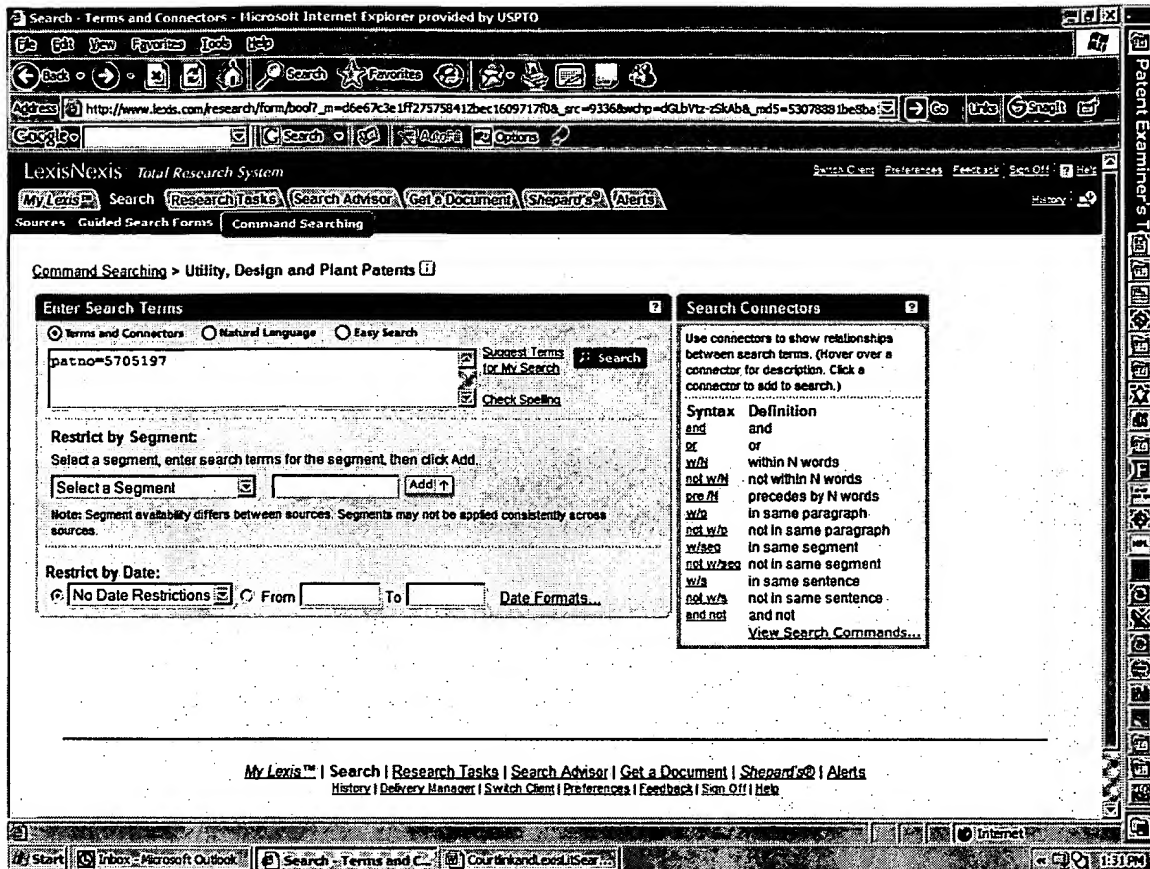 Search - Terms and Connectors - Microsoft Internet Explorer provided by USPTO
File Edit View Favorites Tools Help
Back Search Favorites
Address http://www.lexis.com/research/form/bool?_m=d6e67c3e1ff275758412bec1609717f0&_src=9336&wchp=dGLbVtz-zSkAb&_md5=53078381be8ba Go Links SnagIt
Google Search AutoFill Options
Patent Examiner's T
LexisNexis Total Research System
Switch Client Preferences Feedback Sign Off ? Help
My Lexis™ Search Research Tasks Search Advisor Get a Document Shepard's® Alerts
History
Sources Guided Search Forms Command Searching
Command Searching > Utility, Design and Plant Patents i
Enter Search Terms ?
Terms and Connectors Natural Language Easy Search
patno=5705197
Suggest Terms for My Search
Search
Check Spelling
Restrict by Segment:
Select a segment, enter search terms for the segment, then click Add.
Select a Segment Add ↑
Note: Segment availability differs between sources. Segments may not be applied consistently across
sources.
Restrict by Date:
No Date Restrictions From To Date Formats...
Search Connectors ?
Use connectors to show relationships
between search terms. (Hover over a
connector for description. Click a
connector to add to search.)
Syntax Definition
and and
or or
w/N within N words
not w/N not within N words
pre /N precedes by N words
w/p in same paragraph
not w/p not in same paragraph
w/seg in same segment
not w/seg not in same segment
w/s in same sentence
not w/s not in same sentence
and not and not
View Search Commands...
My Lexis™ | Search | Research Tasks | Search Advisor | Get a Document | Shepard's® | Alerts
History | Delivery Manager | Switch Client | Preferences | Feedback | Sign Off | Help
Internet
Start Inbox - Microsoft Outlook Search - Terms and C... CourtlinkandLexisLitSear... 1:31 PM